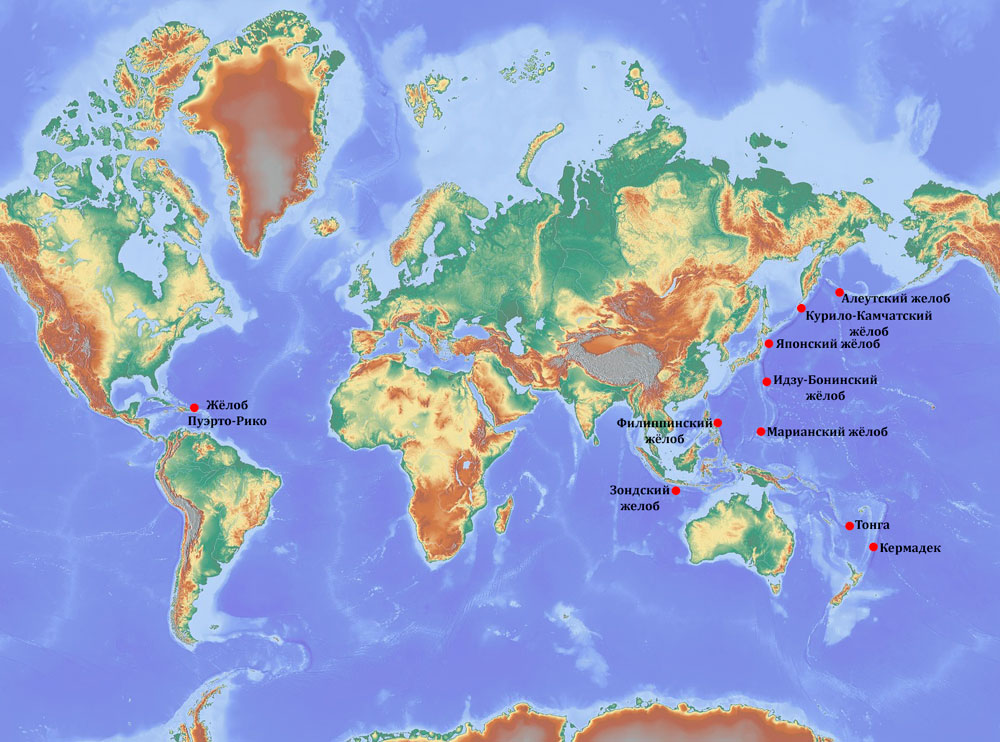 Алеутский желоб
Курило-Камчатский
жёлоб
Японский жёлоб
Идзу-Бонинский
жёлоб
Жёлоб
Пуэрто-Рико
Филиппинский
жёлоб
Марианский жёлоб
Зондский
желоб
Тонга
Кермадек